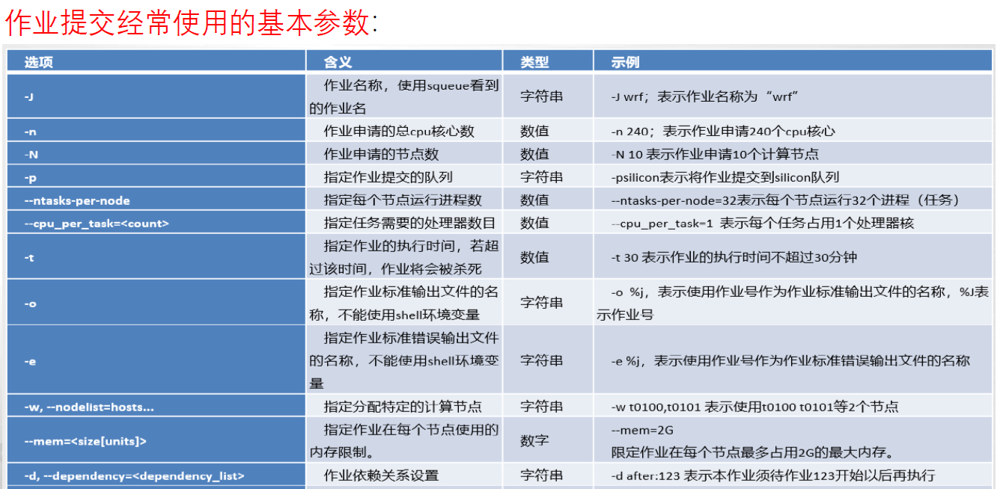 作业提交经常使用的基本参数:
选项 含义 类型 示例
-J 作业名称，使用squeue看到的作业名 字符串 -J wrf；表示作业名称为“wrf”
-n 作业申请的总cpu核心数 数值 -n 240；表示作业申请240个cpu核心
-N 作业申请的节点数 数值 -N 10 表示作业申请10个计算节点
-p 指定作业提交的队列 字符串 -psilicon表示将作业提交到silicon队列
--ntasks-per-node 指定每个节点运行进程数 数值 --ntasks-per-node=32表示每个节点运行32个进程（任务）
--cpu_per_task=<count> 指定任务需要的处理器数目 数值 --cpu_per_task=1 表示每个任务占用1个处理器核
-t 指定作业的执行时间，若超过该时间，作业将会被杀死 数值 -t 30 表示作业的执行时间不超过30分钟
-o 指定作业标准输出文件的名称，不能使用shell环境变量 字符串 -o %j，表示使用作业号作为作业标准输出文件的名称，%J表示作业号
-e 指定作业标准错误输出文件的名称，不能使用shell环境变量 字符串 -e %j，表示使用作业号作为作业标准错误输出文件的名称
-w, --nodelist=hosts... 指定分配特定的计算节点 字符串 -w t0100,t0101 表示使用t0100 t0101等2个节点
--mem=<size[units]> 指定作业在每个节点使用的内存限制。 数字 --mem=2G
限定作业在每个节点最多占用2G的最大内存。
-d, --dependency=<dependency_list> 作业依赖关系设置 字符串 -d after:123 表示本作业须待作业123开始以后再执行